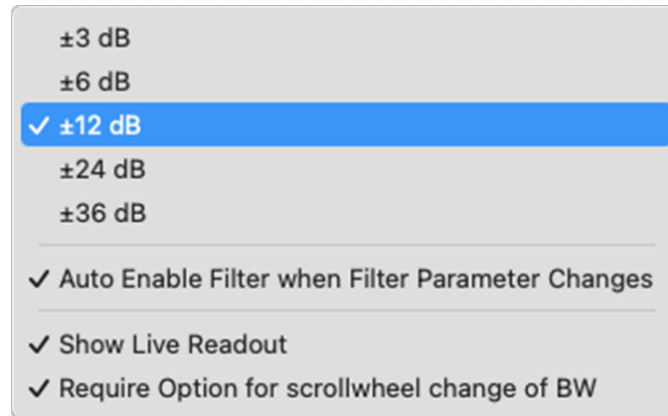 ±3 dB
±6 dB
✓ ±12 dB
±24 dB
±36 dB
✓ Auto Enable Filter when Filter Parameter Changes
✓ Show Live Readout
✓ Require Option for scrollwheel change of BW